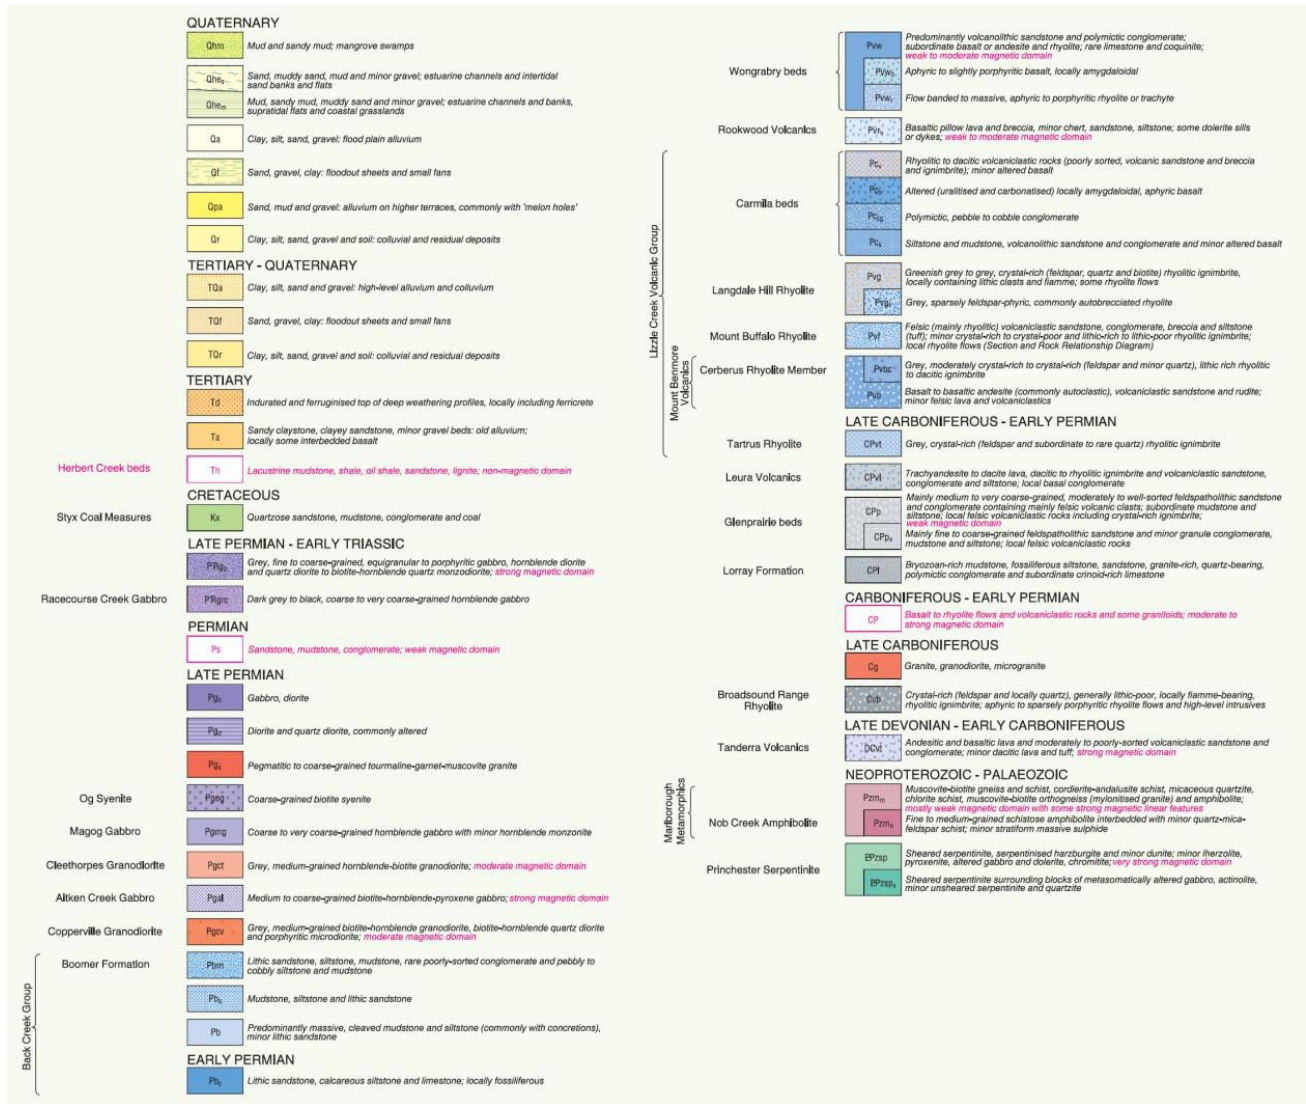 QUATERNARY
Qhm
Mud and sandy mud; mangrove swamps
Qhes
Sand, muddy sand, mud and minor gravel; estuarine channels and intertidal
sand banks and flats
Qhem
Mud, sandy mud, muddy sand and minor gravel; estuarine channels and banks,
supratidal flats and coastal grasslands
Qa
Clay, silt, sand, gravel: flood plain alluvium
Qf
Sand, gravel, clay: floodout sheets and small fans
Qpa
Sand, mud and gravel: alluvium on higher terraces, commonly with 'melon holes'
Qr
Clay, silt, sand, gravel and soil: colluvial and residual deposits
TERTIARY - QUATERNARY
TQa
Clay, silt, sand and gravel: high-level alluvium and colluvium
TQf
Sand, gravel, clay: floodout sheets and small fans
TQr
Clay, silt, sand, gravel and soil: colluvial and residual deposits
TERTIARY
Td
Indurated and ferruginised top of deep weathering profiles, locally including ferricrete
Ta
Sandy claystone, clayey sandstone, minor gravel beds: old alluvium;
locally some interbedded basalt
Herbert Creek beds
Th
Lacustrine mudstone, shale, oil shale, sandstone, lignite; non-magnetic domain
CRETACEOUS
Styx Coal Measures
Kx
Quartzose sandstone, mudstone, conglomerate and coal
LATE PERMIAN - EARLY TRIASSIC
Grey, fine to coarse-grained, equigranular to porphyritic gabbro, hornblende diorite
and quartz diorite to biotite-hornblende quartz monzodiorite; strong magnetic domain
Racecourse Creek Gabbro
Dark grey to black, coarse to very coarse-grained hornblende gabbro
PERMIAN
Ps
Sandstone, mudstone, conglomerate; weak magnetic domain
LATE PERMIAN
Pgb
Gabbro, diorite
Pgd
Diorite and quartz diorite, commonly altered
Pegmatitic to coarse-grained tourmaline-garnet-muscovite granite
Og Syenite
Pgog
Coarse-grained biotite syenite
Magog Gabbro
Pgmg
Coarse to very coarse-grained hornblende gabbro with minor hornblende monzonite
Cleethorpes Granodiorite
Pgct
Grey, medium-grained hornblende-biotite granodiorite; moderate magnetic domain
Aitken Creek Gabbro
Medium to coarse-grained biotite-hornblende-pyroxene gabbro; strong magnetic domain
Copperville Granodiorite
Pgcv
Grey, medium-grained biotite-hornblende granodiorite, biotite-hornblende quartz diorite
and porphyritic microdiorite; moderate magnetic domain
Back Creek Group
Boomer Formation
Pbm
Lithic sandstone, siltstone, mudstone, rare poorly-sorted conglomerate and pebbly to
cobbly siltstone and mudstone
Pbs
Mudstone, siltstone and lithic sandstone
Pb
Predominantly massive, cleaved mudstone and siltstone (commonly with concretions),
minor lithic sandstone
EARLY PERMIAN
Pbc
Lithic sandstone, calcareous siltstone and limestone; locally fossiliferous
Wongrabry beds
Pvw
Predominantly volcanolithic sandstone and polymictic conglomerate;
subordinate basalt or andesite and rhyolite; rare limestone and coquinite;
weak to moderate magnetic domain
Pvwb
Aphyric to slightly porphyritic basalt, locally amygdaloidal
Pvwr
Flow banded to massive, aphyric to porphyritic rhyolite or trachyte
Rookwood Volcanics
Basaltic pillow lava and breccia, minor chert, sandstone, siltstone; some dolerite sills
or dykes; weak to moderate magnetic domain
Lizzie Creek Volcanic Group
Carmilla beds
Pcv
Rhyolitic to dacitic volcaniclastic rocks (poorly sorted, volcanic sandstone and breccia
and ignimbrite); minor altered basalt
Pcb
Altered (uralitised and carbonatised) locally amygdaloidal, aphyric basalt
Pccg
Polymictic, pebble to cobble conglomerate
Pcs
Siltstone and mudstone, volcanolithic sandstone and conglomerate and minor altered basalt
Langdale Hill Rhyolite
Pvg
Greenish grey to grey, crystal-rich (feldspar, quartz and biotite) rhyolitic ignimbrite,
locally containing lithic clasts and fiamme; some rhyolite flows
Grey, sparsely feldspar-phyric, commonly autobrecciated rhyolite
Mount Buffalo Rhyolite
Pvf
Felsic (mainly rhyolitic) volcaniclastic sandstone, conglomerate, breccia and siltstone
(tuff); minor crystal-rich to crystal-poor and lithic-rich to lithic-poor rhyolitic ignimbrite;
local rhyolite flows (Section and Rock Relationship Diagram)
Mount Benmore
Volcanics
Cerberus Rhyolite Member
Pvbc
Grey, moderately crystal-rich to crystal-rich (feldspar and minor quartz), lithic rich rhyolitic
to dacitic ignimbrite
Pvb
Basalt to basaltic andesite (commonly autoclastic), volcaniclastic sandstone and rudite;
minor felsic lava and volcaniclastics
LATE CARBONIFEROUS - EARLY PERMIAN
Tartrus Rhyolite
CPvt
Grey, crystal-rich (feldspar and subordinate to rare quartz) rhyolitic ignimbrite
Leura Volcanics
CPvl
Trachyandesite to dacite lava, dacitic to rhyolitic ignimbrite and volcaniclastic sandstone,
conglomerate and siltstone; local basal conglomerate
Glenprairie beds
CPp
Mainly medium to very coarse-grained, moderately to well-sorted feldspatholithic sandstone
and conglomerate containing mainly felsic volcanic clasts; subordinate mudstone and
siltstone; local felsic volcaniclastic rocks including crystal-rich ignimbrite;
weak magnetic domain
CPps
Mainly fine to coarse-grained feldspatholithic sandstone and minor granule conglomerate,
mudstone and siltstone; local felsic volcaniclastic rocks
Lorray Formation
CPl
Bryozoan-rich mudstone, fossiliferous siltstone, sandstone, granite-rich, quartz-bearing,
polymictic conglomerate and subordinate crinoid-rich limestone
CARBONIFEROUS - EARLY PERMIAN
CP
Basalt to rhyolite flows and volcaniclastic rocks and some granitoids; moderate to
strong magnetic domain
LATE CARBONIFEROUS
Cg
Granite, granodiorite, microgranite
Broadsound Range
Rhyolite
Cvb
Crystal-rich (feldspar and locally quartz), generally lithic-poor, locally fiamme-bearing,
rhyolitic ignimbrite; aphyric to sparsely porphyritic rhyolite flows and high-level intrusives
LATE DEVONIAN - EARLY CARBONIFEROUS
Tanderra Volcanics
DCvt
Andesitic and basaltic lava and moderately to poorly-sorted volcaniclastic sandstone and
conglomerate; minor dacitic lava and tuff; strong magnetic domain
NEOPROTEROZOIC - PALAEOZOIC
Marlborough
Metamorphics
Pzmm
Muscovite-biotite gneiss and schist, cordierite-andalusite schist, micaceous quartzite,
chlorite schist, muscovite-biotite orthogneiss (mylonitised granite) and amphibolite;
mostly weak magnetic domain with some strong magnetic linear features
Nob Creek Amphibolite
Pzmn
Fine to medium-grained schistose amphibolite interbedded with minor quartz-mica-
feldspar schist; minor stratiform massive sulphide
Princhester Serpentinite
Sheared serpentinite, serpentinised harzburgite and minor dunite; minor lherzolite,
pyroxenite, altered gabbro and dolerite, chromitite; very strong magnetic domain
Sheared serpentinite surrounding blocks of metasomatically altered gabbro, actinolite,
minor unsheared serpentinite and quartzite